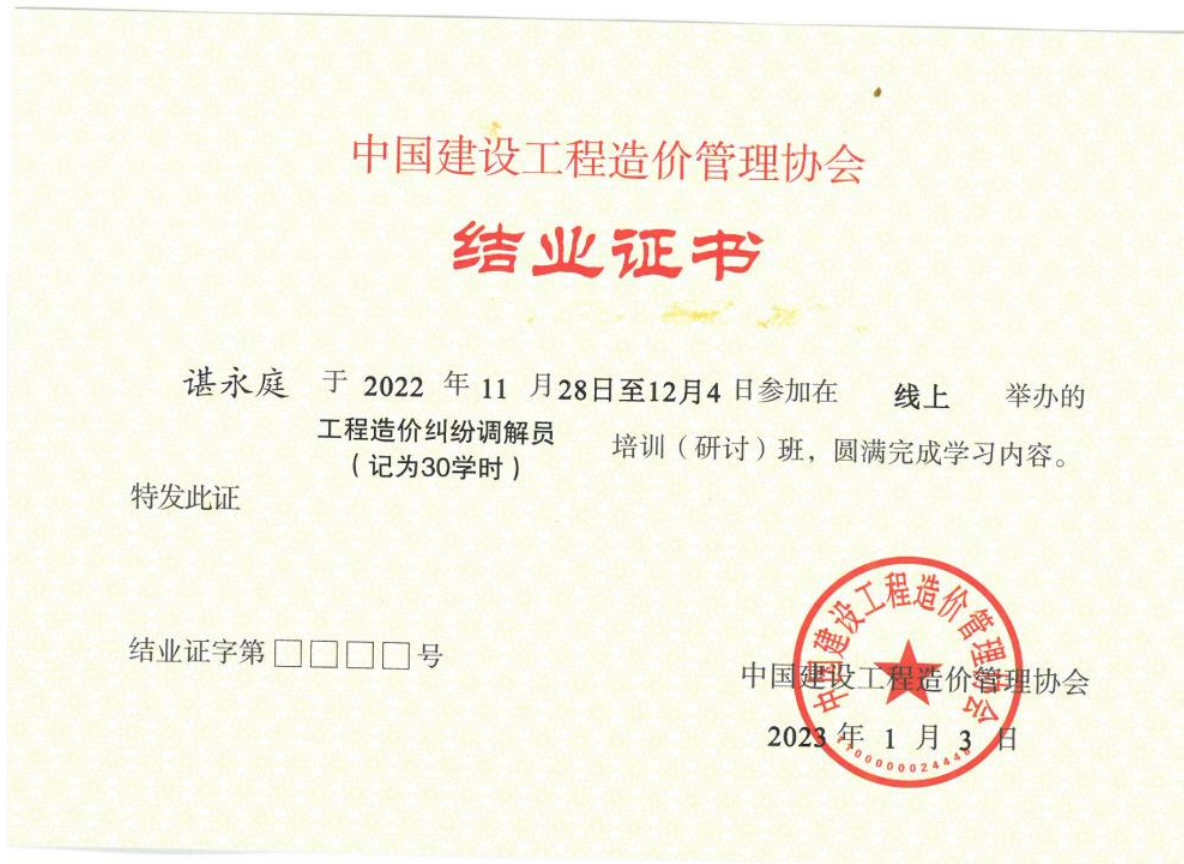 中国建设工程造价管理协会
结业证书
谌永庭 于 2022 年 11 月28日至12月4 日参加在 线上 举办的
工程造价纠纷调解员 培训（研讨）班，圆满完成学习内容。
（记为30学时）
特发此证
结业证字第□□□□号
中国建设工程造价管理协会
中国建设工程造价管理协会
2023 年 1 月 3 日